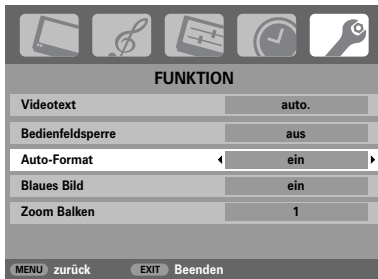 FUNKTION
Videotext auto.
Bedienfeldsperre aus
Auto-Format ein
Blaues Bild ein
Zoom Balken 1
MENU zurück EXIT Beenden